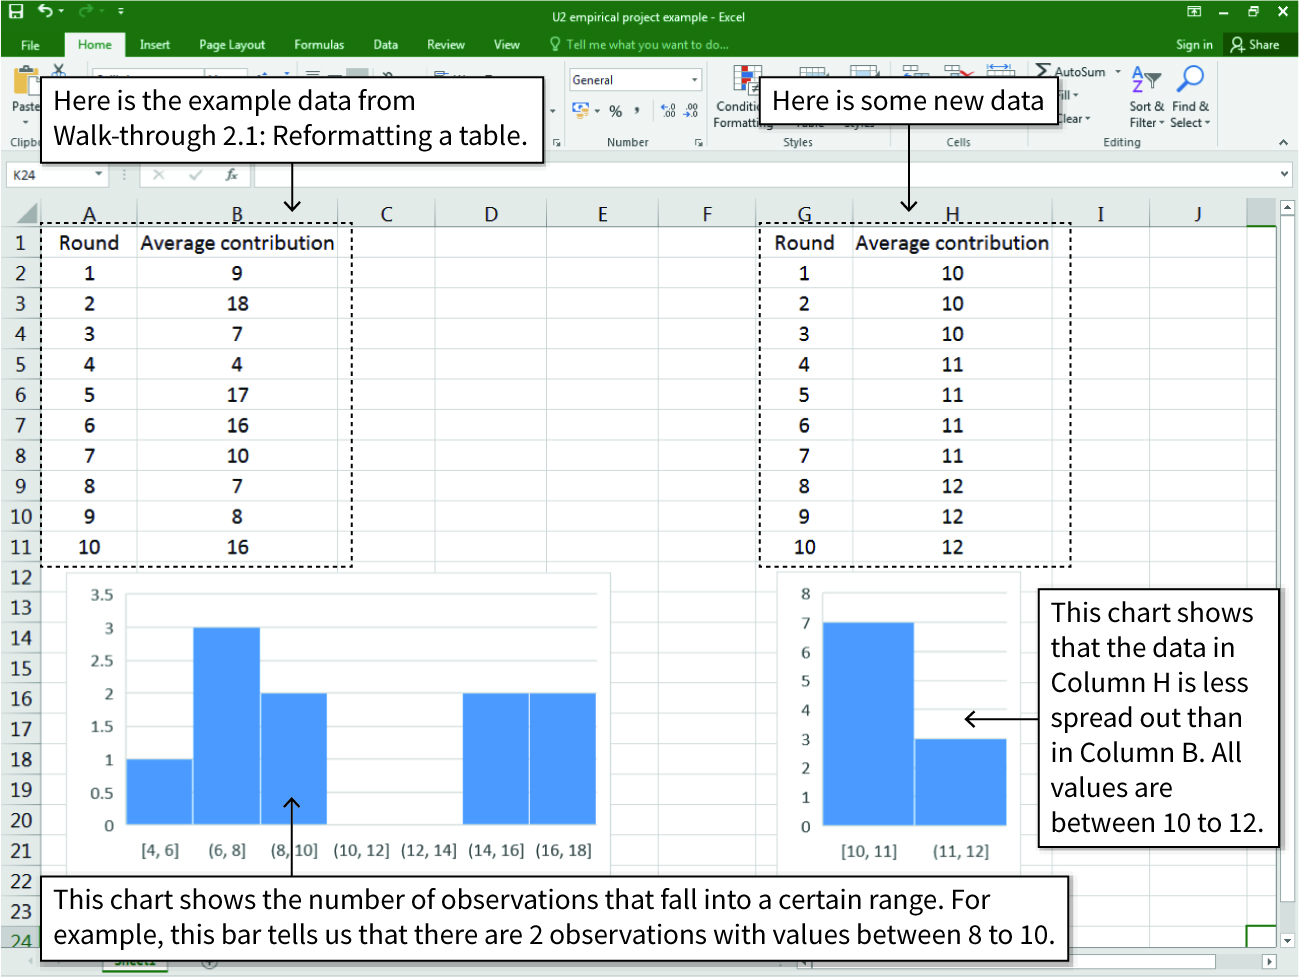 U2 empirical project example - Excel
File Home Insert Page Layout Formulas Data Review View Tell me what you want to do... Sign in Share
Here is the example data from
Walk-through 2.1: Reformatting a table.
Here is some new data
Paste
General
AutoSum
% ,
Formatting
Sort & Find &
Filter Select
Number Styles Cells Editing
K24 fx
A B C D E F G H I J
1 Round Average contribution Round Average contribution
2 1 9 1 10
3 2 18 2 10
4 3 7 3 10
5 4 4 4 11
6 5 17 5 11
7 6 16 6 11
8 7 10 7 11
9 8 7 8 12
10 9 8 9 12
11 10 16 10 12
12
13
14
15
16
17
18
19
20
21
22
23
24
3.5
3
2.5
2
1.5
1
0.5
0
[4, 6] (6, 8] (8, 10] (10, 12] (12, 14] (14, 16] (16, 18]
8
7
6
5
4
3
2
1
0
[10, 11] (11, 12]
This chart shows
that the data in
Column H is less
spread out than
in Column B. All
values are
between 10 to 12.
This chart shows the number of observations that fall into a certain range. For
example, this bar tells us that there are 2 observations with values between 8 to 10.